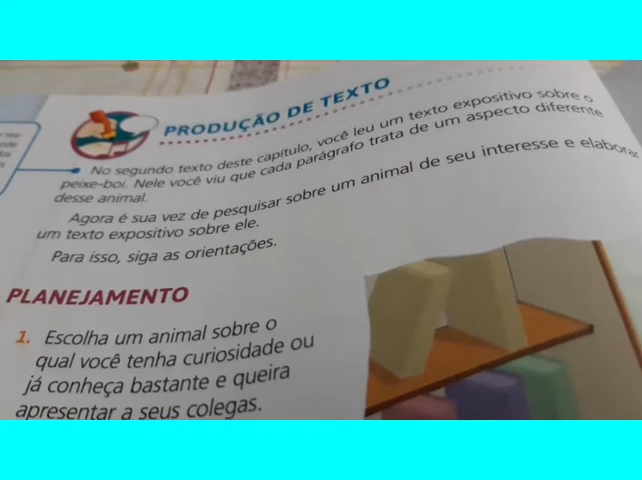 PRODUÇÃO DE TEXTO
No segundo texto deste capítulo, você leu um texto expositivo sobre o
peixe-boi. Nele você viu que cada parágrafo trata de um aspecto diferente
desse animal.
Agora é sua vez de pesquisar sobre um animal de seu interesse e elaborar
um texto expositivo sobre ele.
Para isso, siga as orientações.
PLANEJAMENTO
1. Escolha um animal sobre o
qual você tenha curiosidade ou
já conheça bastante e queira
apresentar a seus colegas.